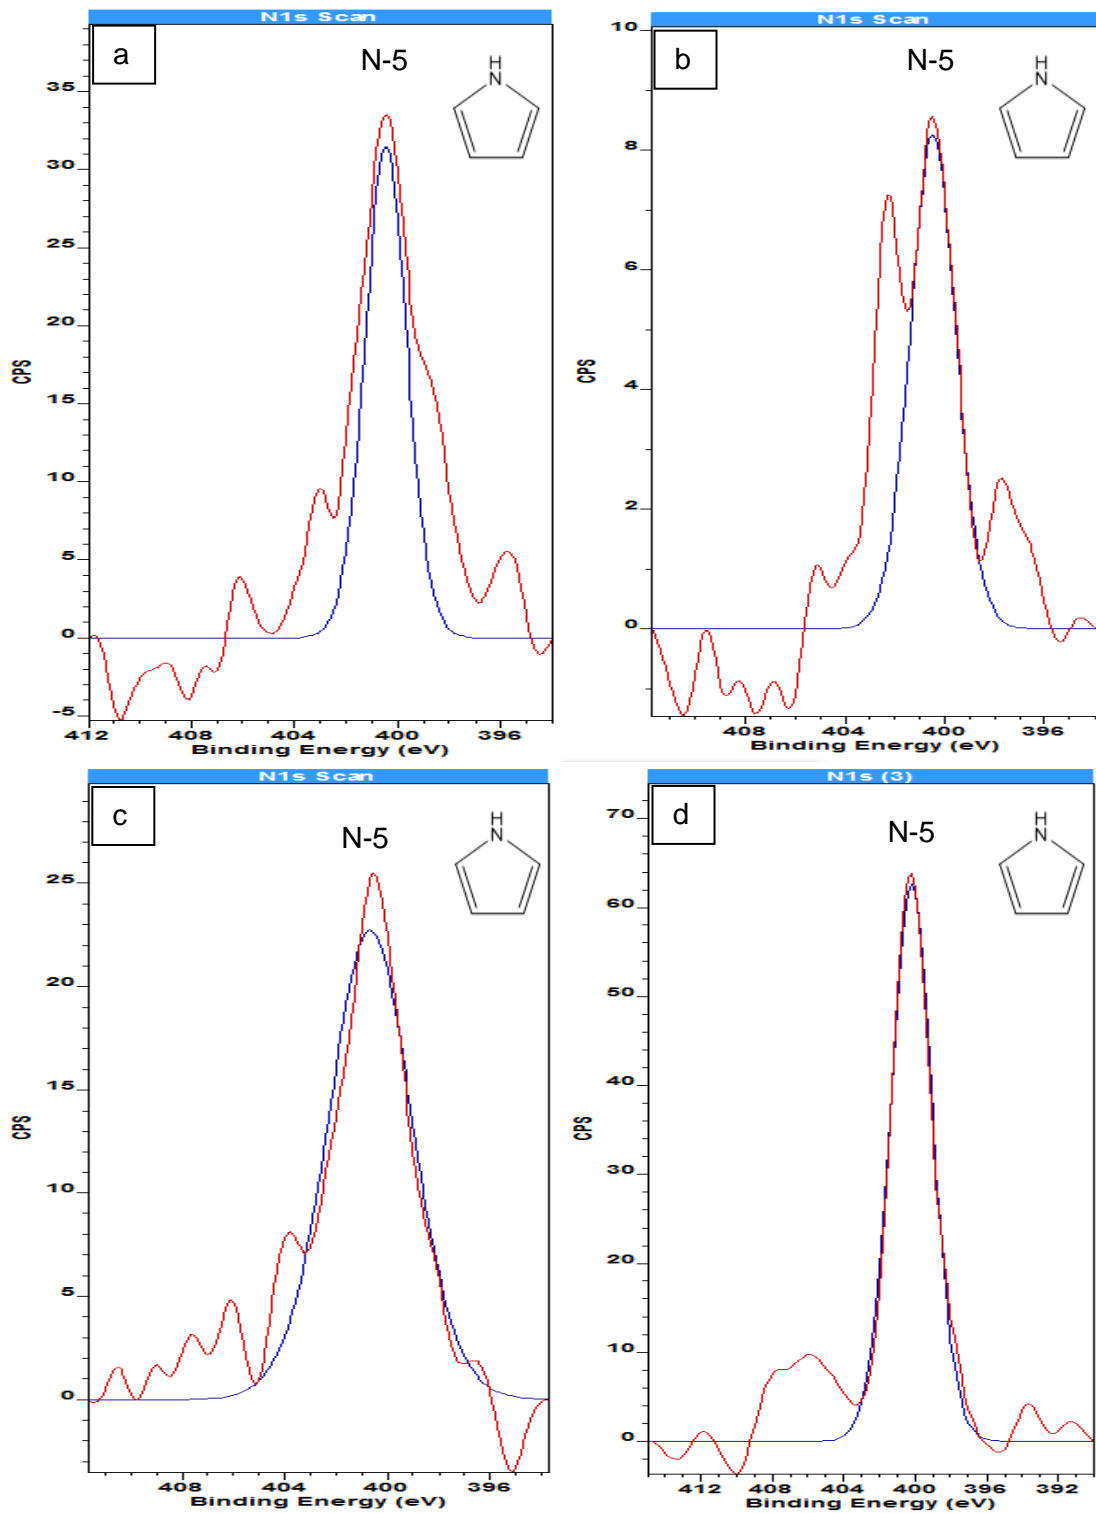 N1s Scan
a
N-5
H
N
35
30
25
20
15
10
5
0
-5
CPS
412
408
404
400
396
Binding Energy (eV)
N1s Scan
b
N-5
H
N
10
8
6
4
2
0
CPS
408
404
400
396
Binding Energy (eV)
N1s Scan
c
N-5
H
N
25
20
15
10
5
0
CPS
408
404
400
396
Binding Energy (eV)
N1s (3)
d
N-5
H
N
70
60
50
40
30
20
10
0
CPS
412
408
404
400
396
392
Binding Energy (eV)